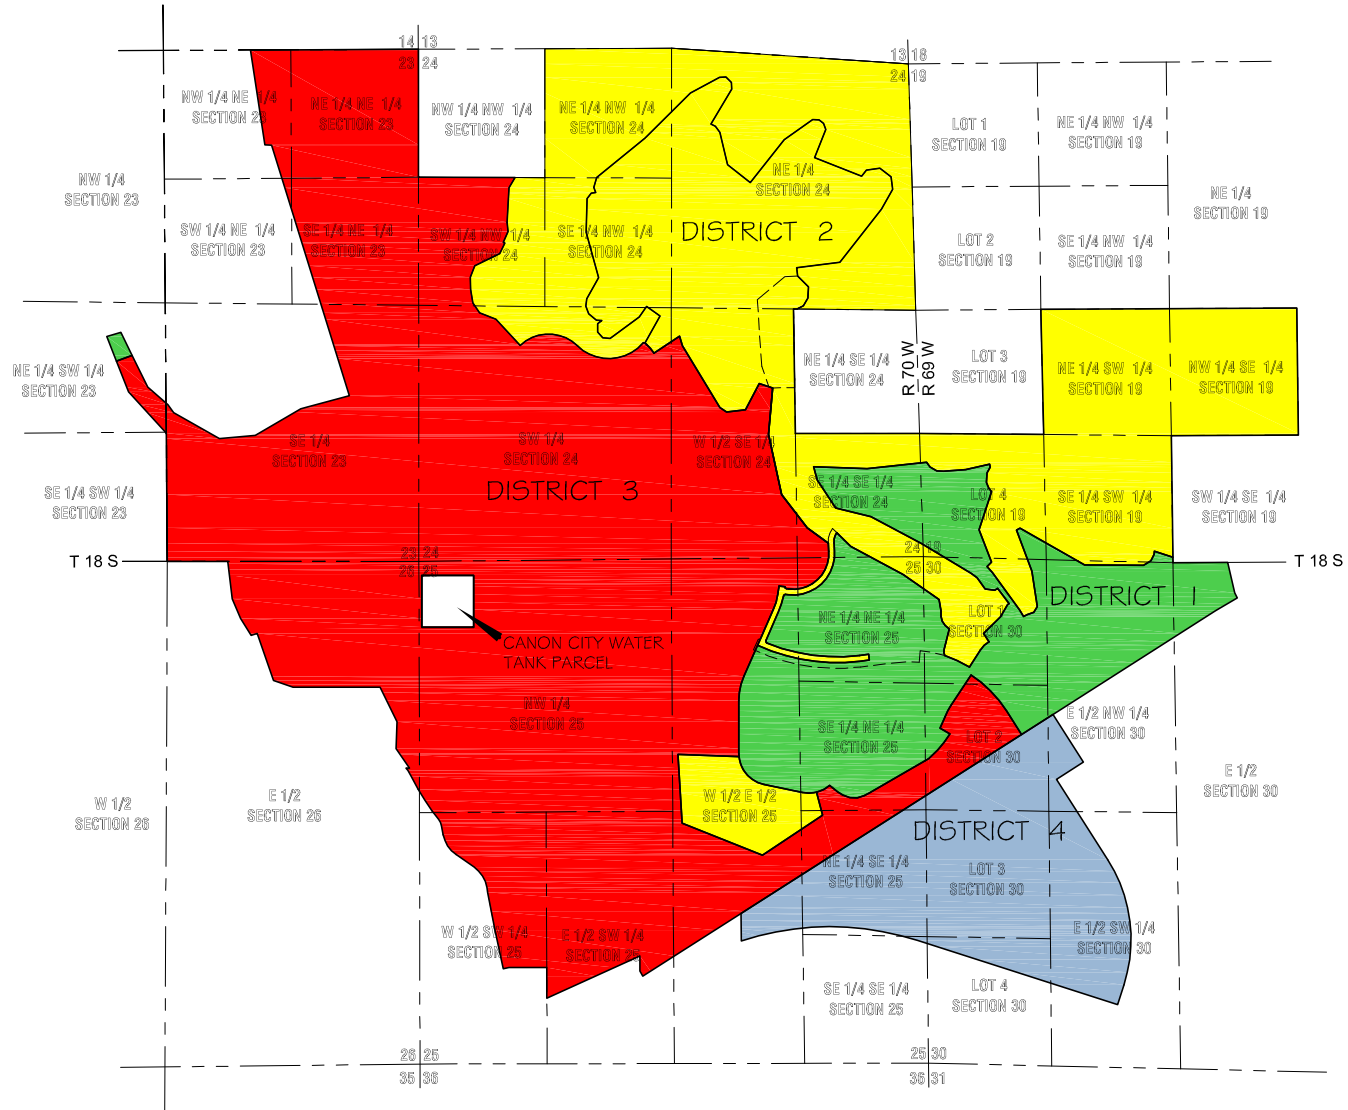 14 13
23 24
13 18
24 19
NW 1/4 NE 1/4
SECTION 23
NE 1/4 NE 1/4
SECTION 23
NW 1/4 NW 1/4
SECTION 24
NE 1/4 NW 1/4
SECTION 24
LOT 1
SECTION 19
NE 1/4 NW 1/4
SECTION 19
NW 1/4
SECTION 23
NE 1/4
SECTION 24
NE 1/4
SECTION 19
SW 1/4 NE 1/4
SECTION 23
SE 1/4 NE 1/4
SECTION 23
SW 1/4 NW 1/4
SECTION 24
SE 1/4 NW 1/4
SECTION 24
DISTRICT 2
LOT 2
SECTION 19
SE 1/4 NW 1/4
SECTION 19
NE 1/4 SW 1/4
SECTION 23
NE 1/4 SE 1/4
SECTION 24
R 70 W
R 69 W
LOT 3
SECTION 19
NE 1/4 SW 1/4
SECTION 19
NW 1/4 SE 1/4
SECTION 19
SE 1/4
SECTION 23
SW 1/4
SECTION 24
W 1/2 SE 1/4
SECTION 24
SE 1/4 SW 1/4
SECTION 23
DISTRICT 3
SE 1/4 SE 1/4
SECTION 24
LOT 4
SECTION 19
SE 1/4 SW 1/4
SECTION 19
SW 1/4 SE 1/4
SECTION 19
T 18 S
23 24
26 25
24 19
25 30
T 18 S
DISTRICT 1
NE 1/4 NE 1/4
SECTION 25
LOT 1
SECTION 30
CANON CITY WATER
TANK PARCEL
NW 1/4
SECTION 25
SE 1/4 NE 1/4
SECTION 25
LOT 2
SECTION 30
E 1/2 NW 1/4
SECTION 30
W 1/2
SECTION 26
E 1/2
SECTION 26
W 1/2 E 1/2
SECTION 25
E 1/2
SECTION 30
DISTRICT 4
NE 1/4 SE 1/4
SECTION 25
LOT 3
SECTION 30
W 1/2 SW 1/4
SECTION 25
E 1/2 SW 1/4
SECTION 25
E 1/2 SW 1/4
SECTION 30
SE 1/4 SE 1/4
SECTION 25
LOT 4
SECTION 30
26 25
35 36
25 30
36 31